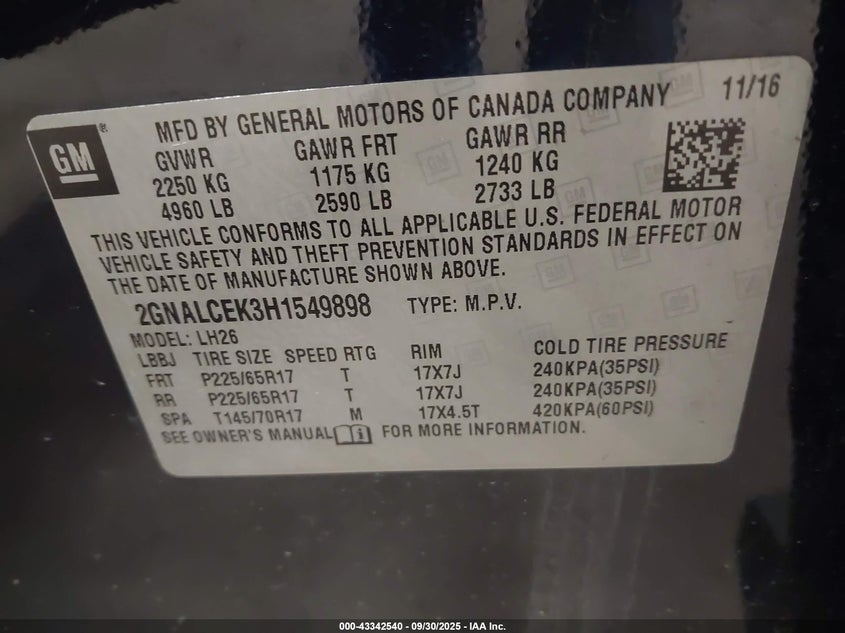 GM ®
MFD BY GENERAL MOTORS OF CANADA COMPANY 11/16
GVWR GAWR FRT GAWR RR
2250 KG 1175 KG 1240 KG
4960 LB 2590 LB 2733 LB
THIS VEHICLE CONFORMS TO ALL APPLICABLE U.S. FEDERAL MOTOR
VEHICLE SAFETY AND THEFT PREVENTION STANDARDS IN EFFECT ON
THE DATE OF MANUFACTURE SHOWN ABOVE.
2GNALCEK3H1549898 TYPE: M.P.V.
MODEL: LH26
LBBJ TIRE SIZE SPEED RTG RIM COLD TIRE PRESSURE
FRT P225/65R17 T 17X7J 240KPA(35PSI)
RR P225/65R17 T 17X7J 240KPA(35PSI)
SPA T145/70R17 M 17X4.5T 420KPA(60PSI)
SEE OWNER'S MANUAL FOR MORE INFORMATION.
000-43342540 - 09/30/2025 - IAA Inc.